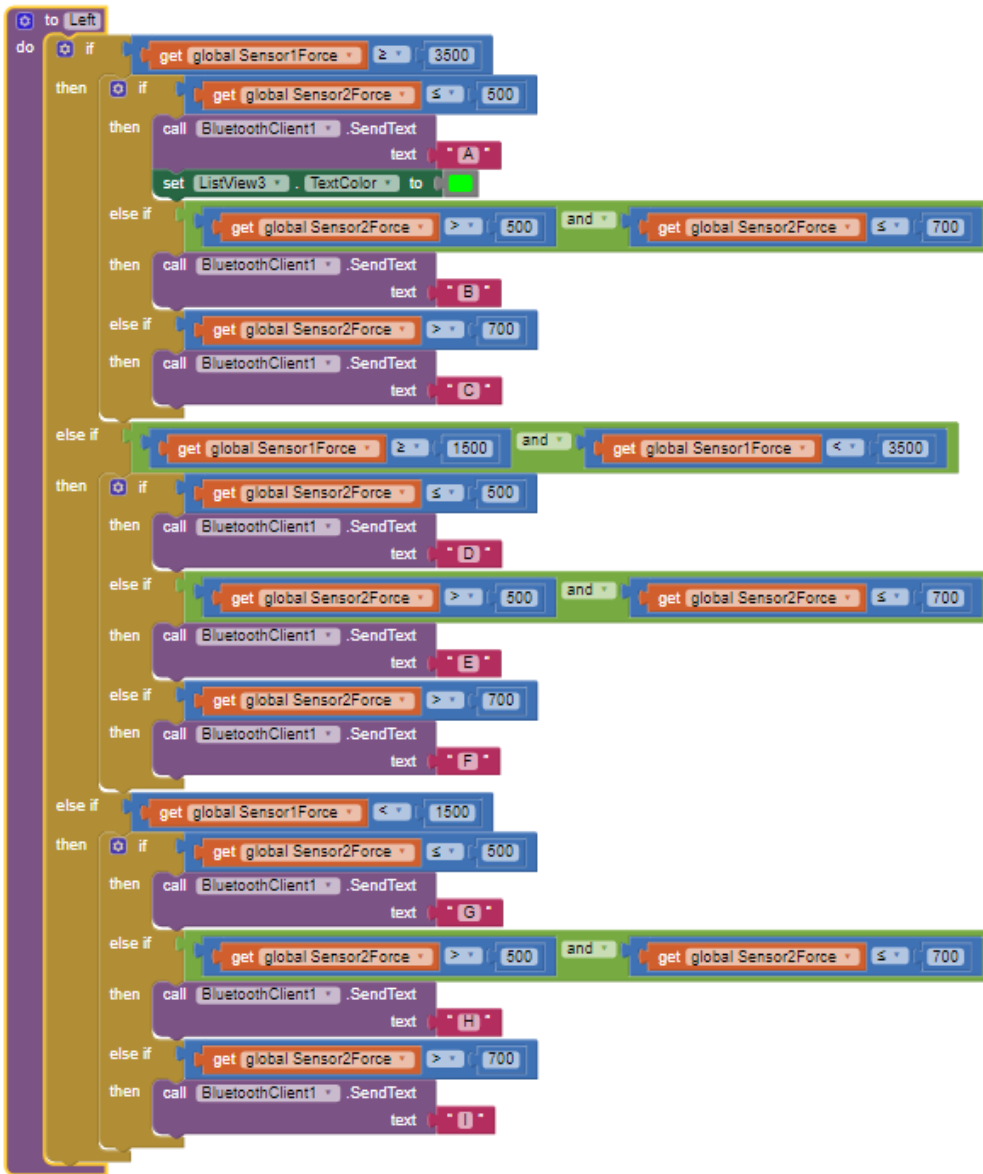 to Left
do if get global Sensor1Force ≥ 3500
then if get global Sensor2Force ≤ 500
then call BluetoothClient1 .SendText
text " A "
set ListView3 . TextColor to
else if get global Sensor2Force > 500 and get global Sensor2Force ≤ 700
then call BluetoothClient1 .SendText
text " B "
else if get global Sensor2Force > 700
then call BluetoothClient1 .SendText
text " C "
else if get global Sensor1Force ≥ 1500 and get global Sensor1Force < 3500
then if get global Sensor2Force ≤ 500
then call BluetoothClient1 .SendText
text " D "
else if get global Sensor2Force > 500 and get global Sensor2Force ≤ 700
then call BluetoothClient1 .SendText
text " E "
else if get global Sensor2Force > 700
then call BluetoothClient1 .SendText
text " F "
else if get global Sensor1Force < 1500
then if get global Sensor2Force ≤ 500
then call BluetoothClient1 .SendText
text " G "
else if get global Sensor2Force > 500 and get global Sensor2Force ≤ 700
then call BluetoothClient1 .SendText
text " H "
else if get global Sensor2Force > 700
then call BluetoothClient1 .SendText
text " I "